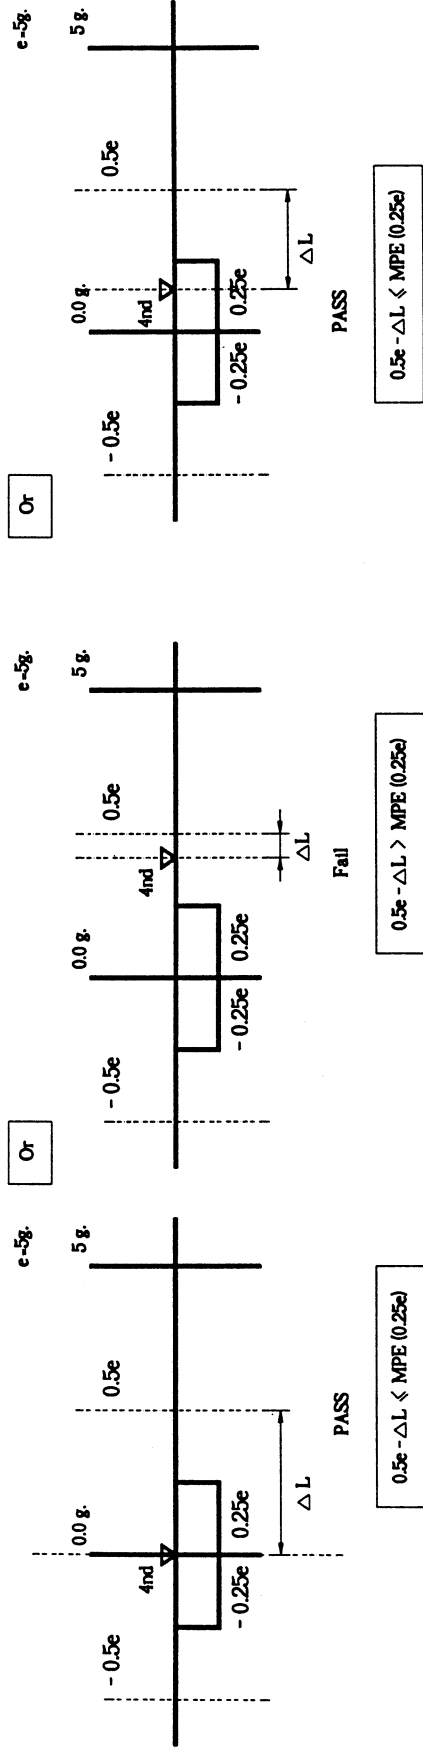 e=5g.
0.0 g.
5 g.
- 0.5e
0.5e
4nd
- 0.25e
0.25e
△L
PASS
0.5e - △L ≤ MPE (0.25e)
Or
e=5g.
0.0 g.
5 g.
- 0.5e
0.5e
4nd
- 0.25e
0.25e
△L
Fail
0.5e - △L > MPE (0.25e)
Or
e=5g.
0.0 g.
5 g.
- 0.5e
0.5e
4nd
- 0.25e
0.25e
△L
PASS
0.5e - △L ≤ MPE (0.25e)